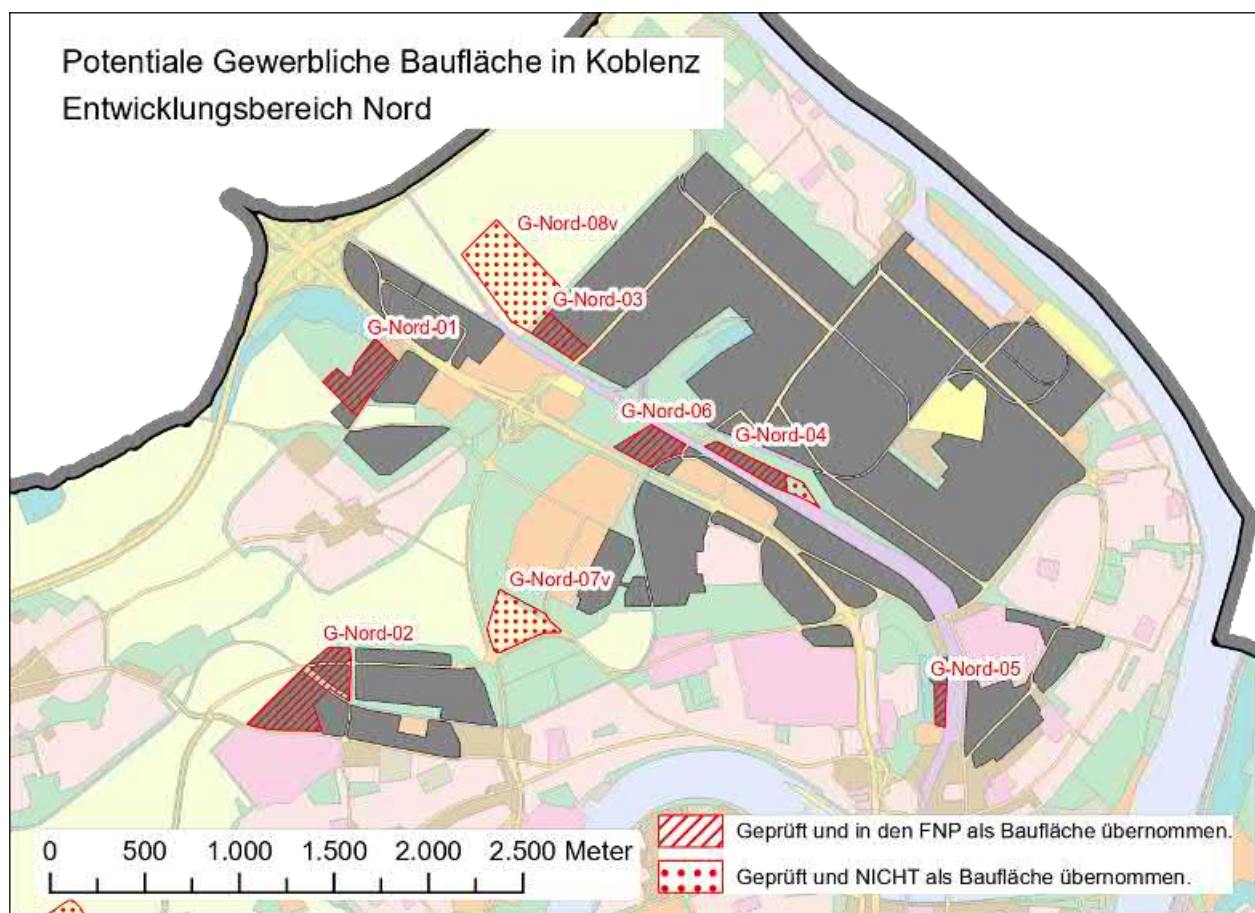 Potentiale Gewerbliche Baufläche in Koblenz
Entwicklungsbereich Nord
G-Nord-08v
G-Nord-03
G-Nord-01
G-Nord-06
G-Nord-04
G-Nord-07v
G-Nord-02
G-Nord-05
Geprüft und in den FNP als Baufläche übernommen.
0 500 1.000 1.500 2.000 2.500 Meter
Geprüft und NICHT als Baufläche übernommen.